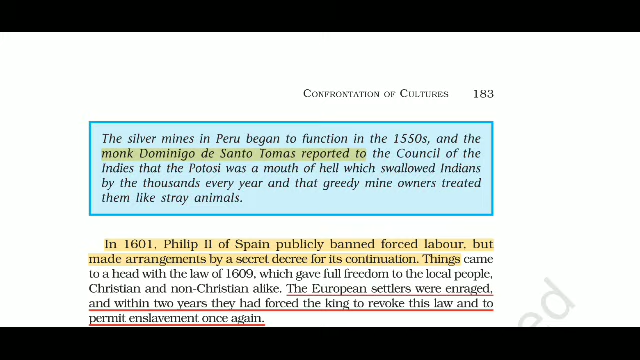 CONFRONTATION OF CULTURES 183
The silver mines in Peru began to function in the 1550s, and the
monk Dominigo de Santo Tomas reported to the Council of the
Indies that the Potosi was a mouth of hell which swallowed Indians
by the thousands every year and that greedy mine owners treated
them like stray animals.
In 1601, Philip II of Spain publicly banned forced labour, but
made arrangements by a secret decree for its continuation. Things came
to a head with the law of 1609, which gave full freedom to the local people,
Christian and non-Christian alike. The European settlers were enraged,
and within two years they had forced the king to revoke this law and to
permit enslavement once again.